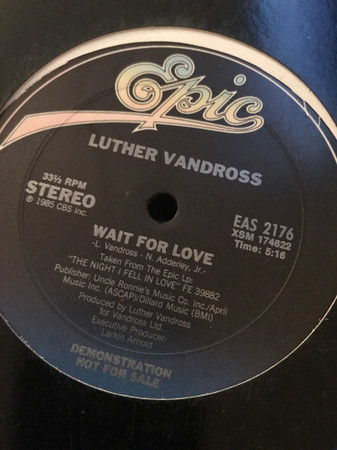 Epic
LUTHER VANDROSS
33⅓ RPM
STEREO
℗ 1985 CBS Inc.
EAS 2176
XSM 174622
Time: 5:16
WAIT FOR LOVE
-L. Vandross - N. Adderley, Jr.-
Taken From The Epic Lp:
"THE NIGHT I FELL IN LOVE" FE 39882
Publisher: Uncle Ronnie's Music Co. Inc./April
Music Inc. (ASCAP)/Dillard Music (BMI)
Produced by Luther Vandross
for Vandross Ltd.
Executive Producer:
Larkin Arnold
DEMONSTRATION
NOT FOR SALE